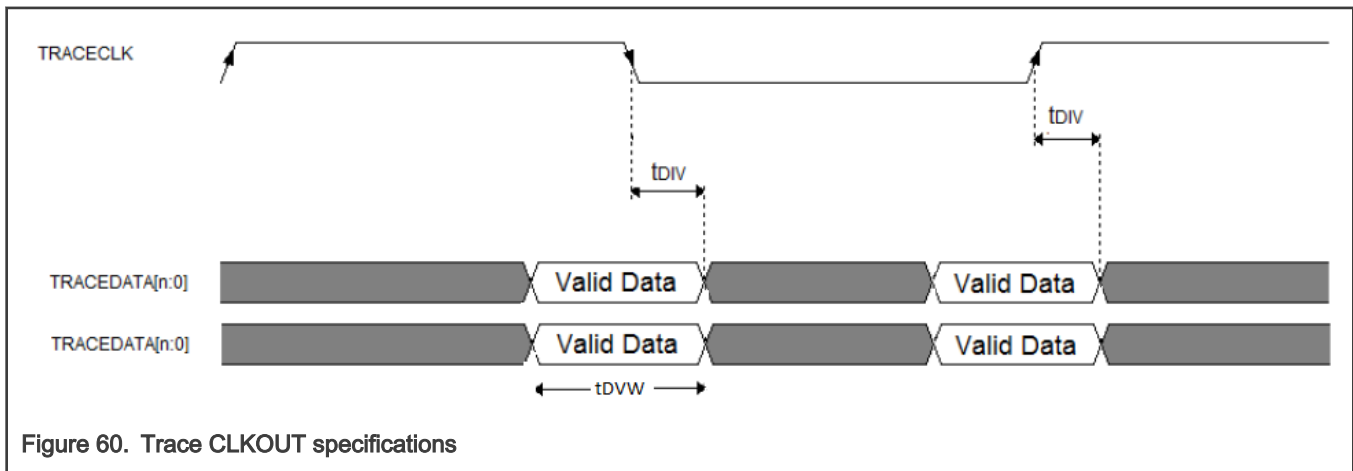 TRACECLK
tDIV
tDIV
TRACEDATA[n:0]
Valid Data
Valid Data
TRACEDATA[n:0]
Valid Data
Valid Data
tDVW
Figure 60. Trace CLKOUT specifications